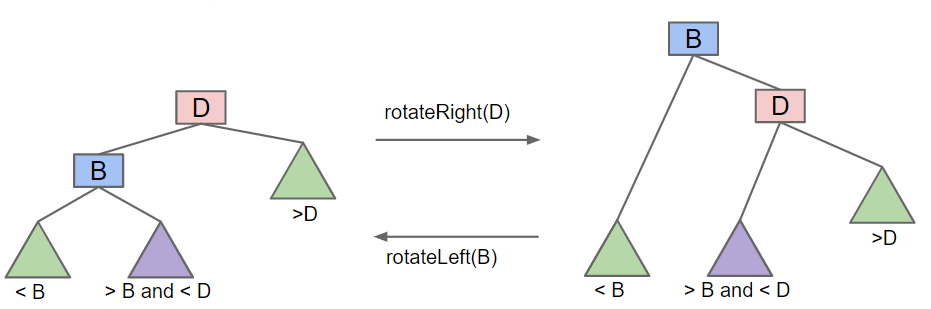 D
B
>D
< B
> B and < D
rotateRight(D)
rotateLeft(B)
B
D
>D
< B
> B and < D